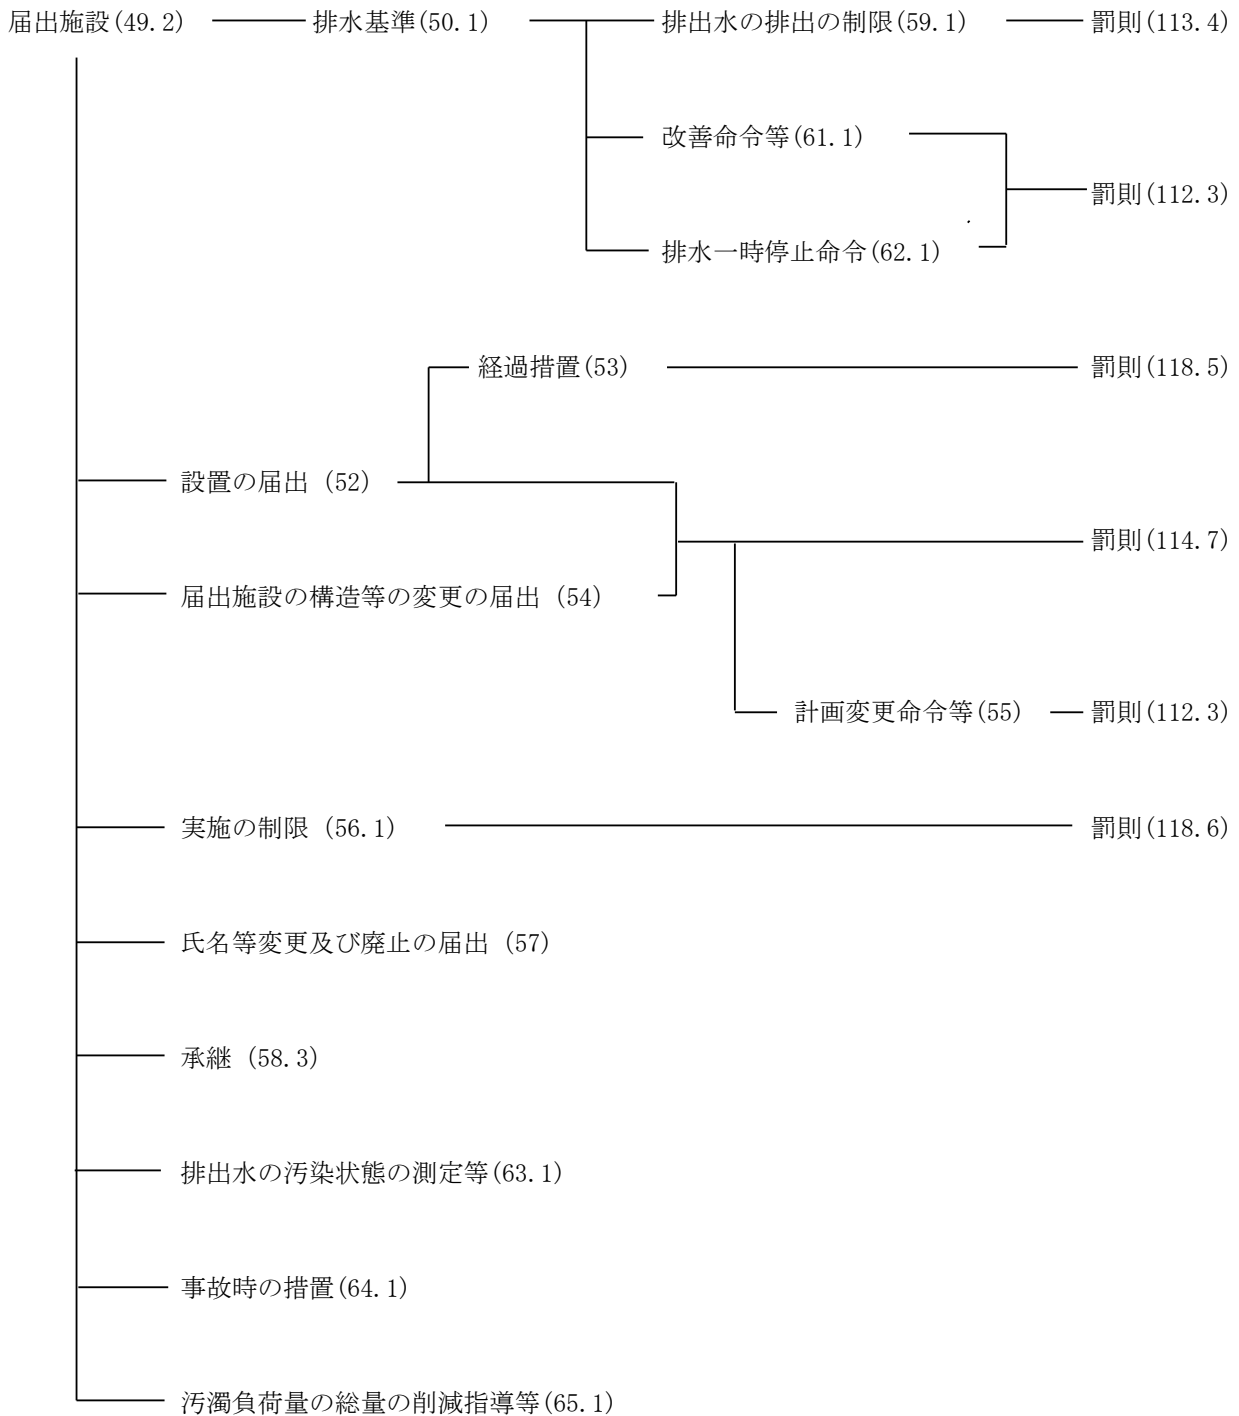 届出施設(49.2) 排水基準(50.1) 排出水の排出の制限(59.1) 罰則(113.4)
改善命令等(61.1)
罰則(112.3)
排水一時停止命令(62.1)
経過措置(53) 罰則(118.5)
設置の届出 (52)
罰則(114.7)
届出施設の構造等の変更の届出 (54)
計画変更命令等(55) 罰則(112.3)
実施の制限 (56.1) 罰則(118.6)
氏名等変更及び廃止の届出 (57)
承継 (58.3)
排出水の汚染状態の測定等(63.1)
事故時の措置(64.1)
汚濁負荷量の総量の削減指導等(65.1)